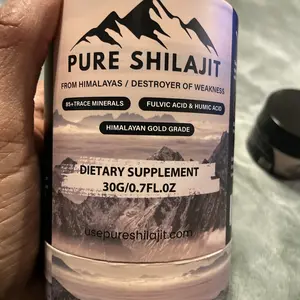 PURE SHILAJIT
FROM HIMALAYAS / DESTROYER OF WEAKNESS
85+TRACE MINERALS
FULVIC ACID & HUMIC ACID
HIMALAYAN GOLD GRADE
DIETARY SUPPLEMENT
30G/0.7FL.0Z
usepureshilajit.com